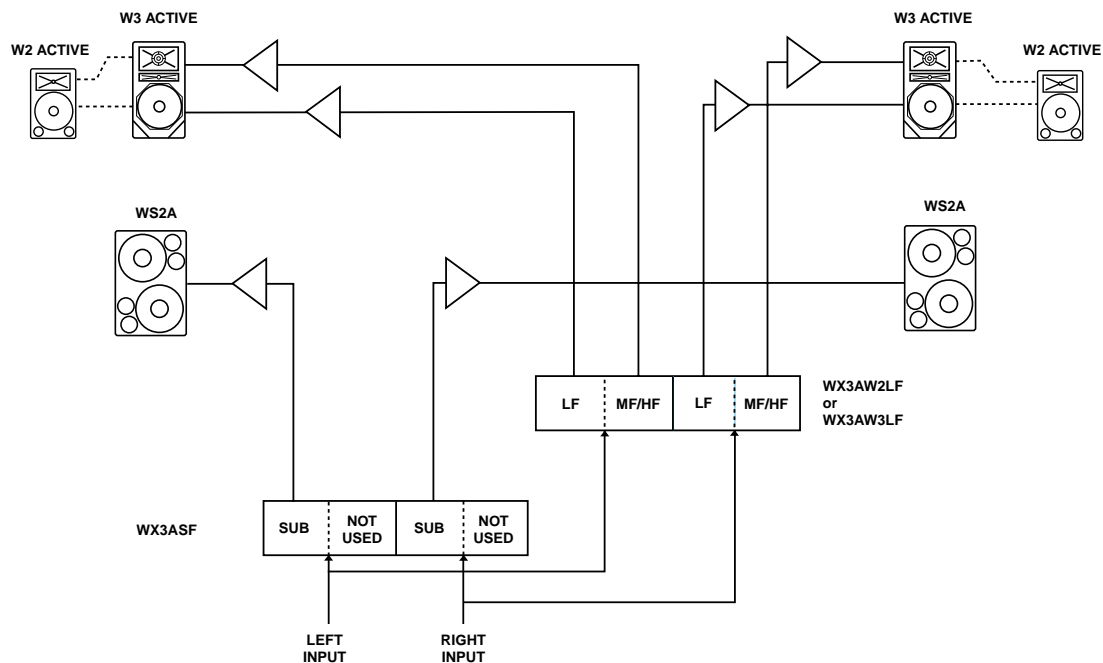 W3 ACTIVE
W3 ACTIVE
W2 ACTIVE
W2 ACTIVE
WS2A
WS2A
LF
MF/HF
LF
MF/HF
WX3AW2LF
or
WX3AW3LF
WX3ASF
SUB
NOT
USED
SUB
NOT
USED
LEFT
INPUT
RIGHT
INPUT